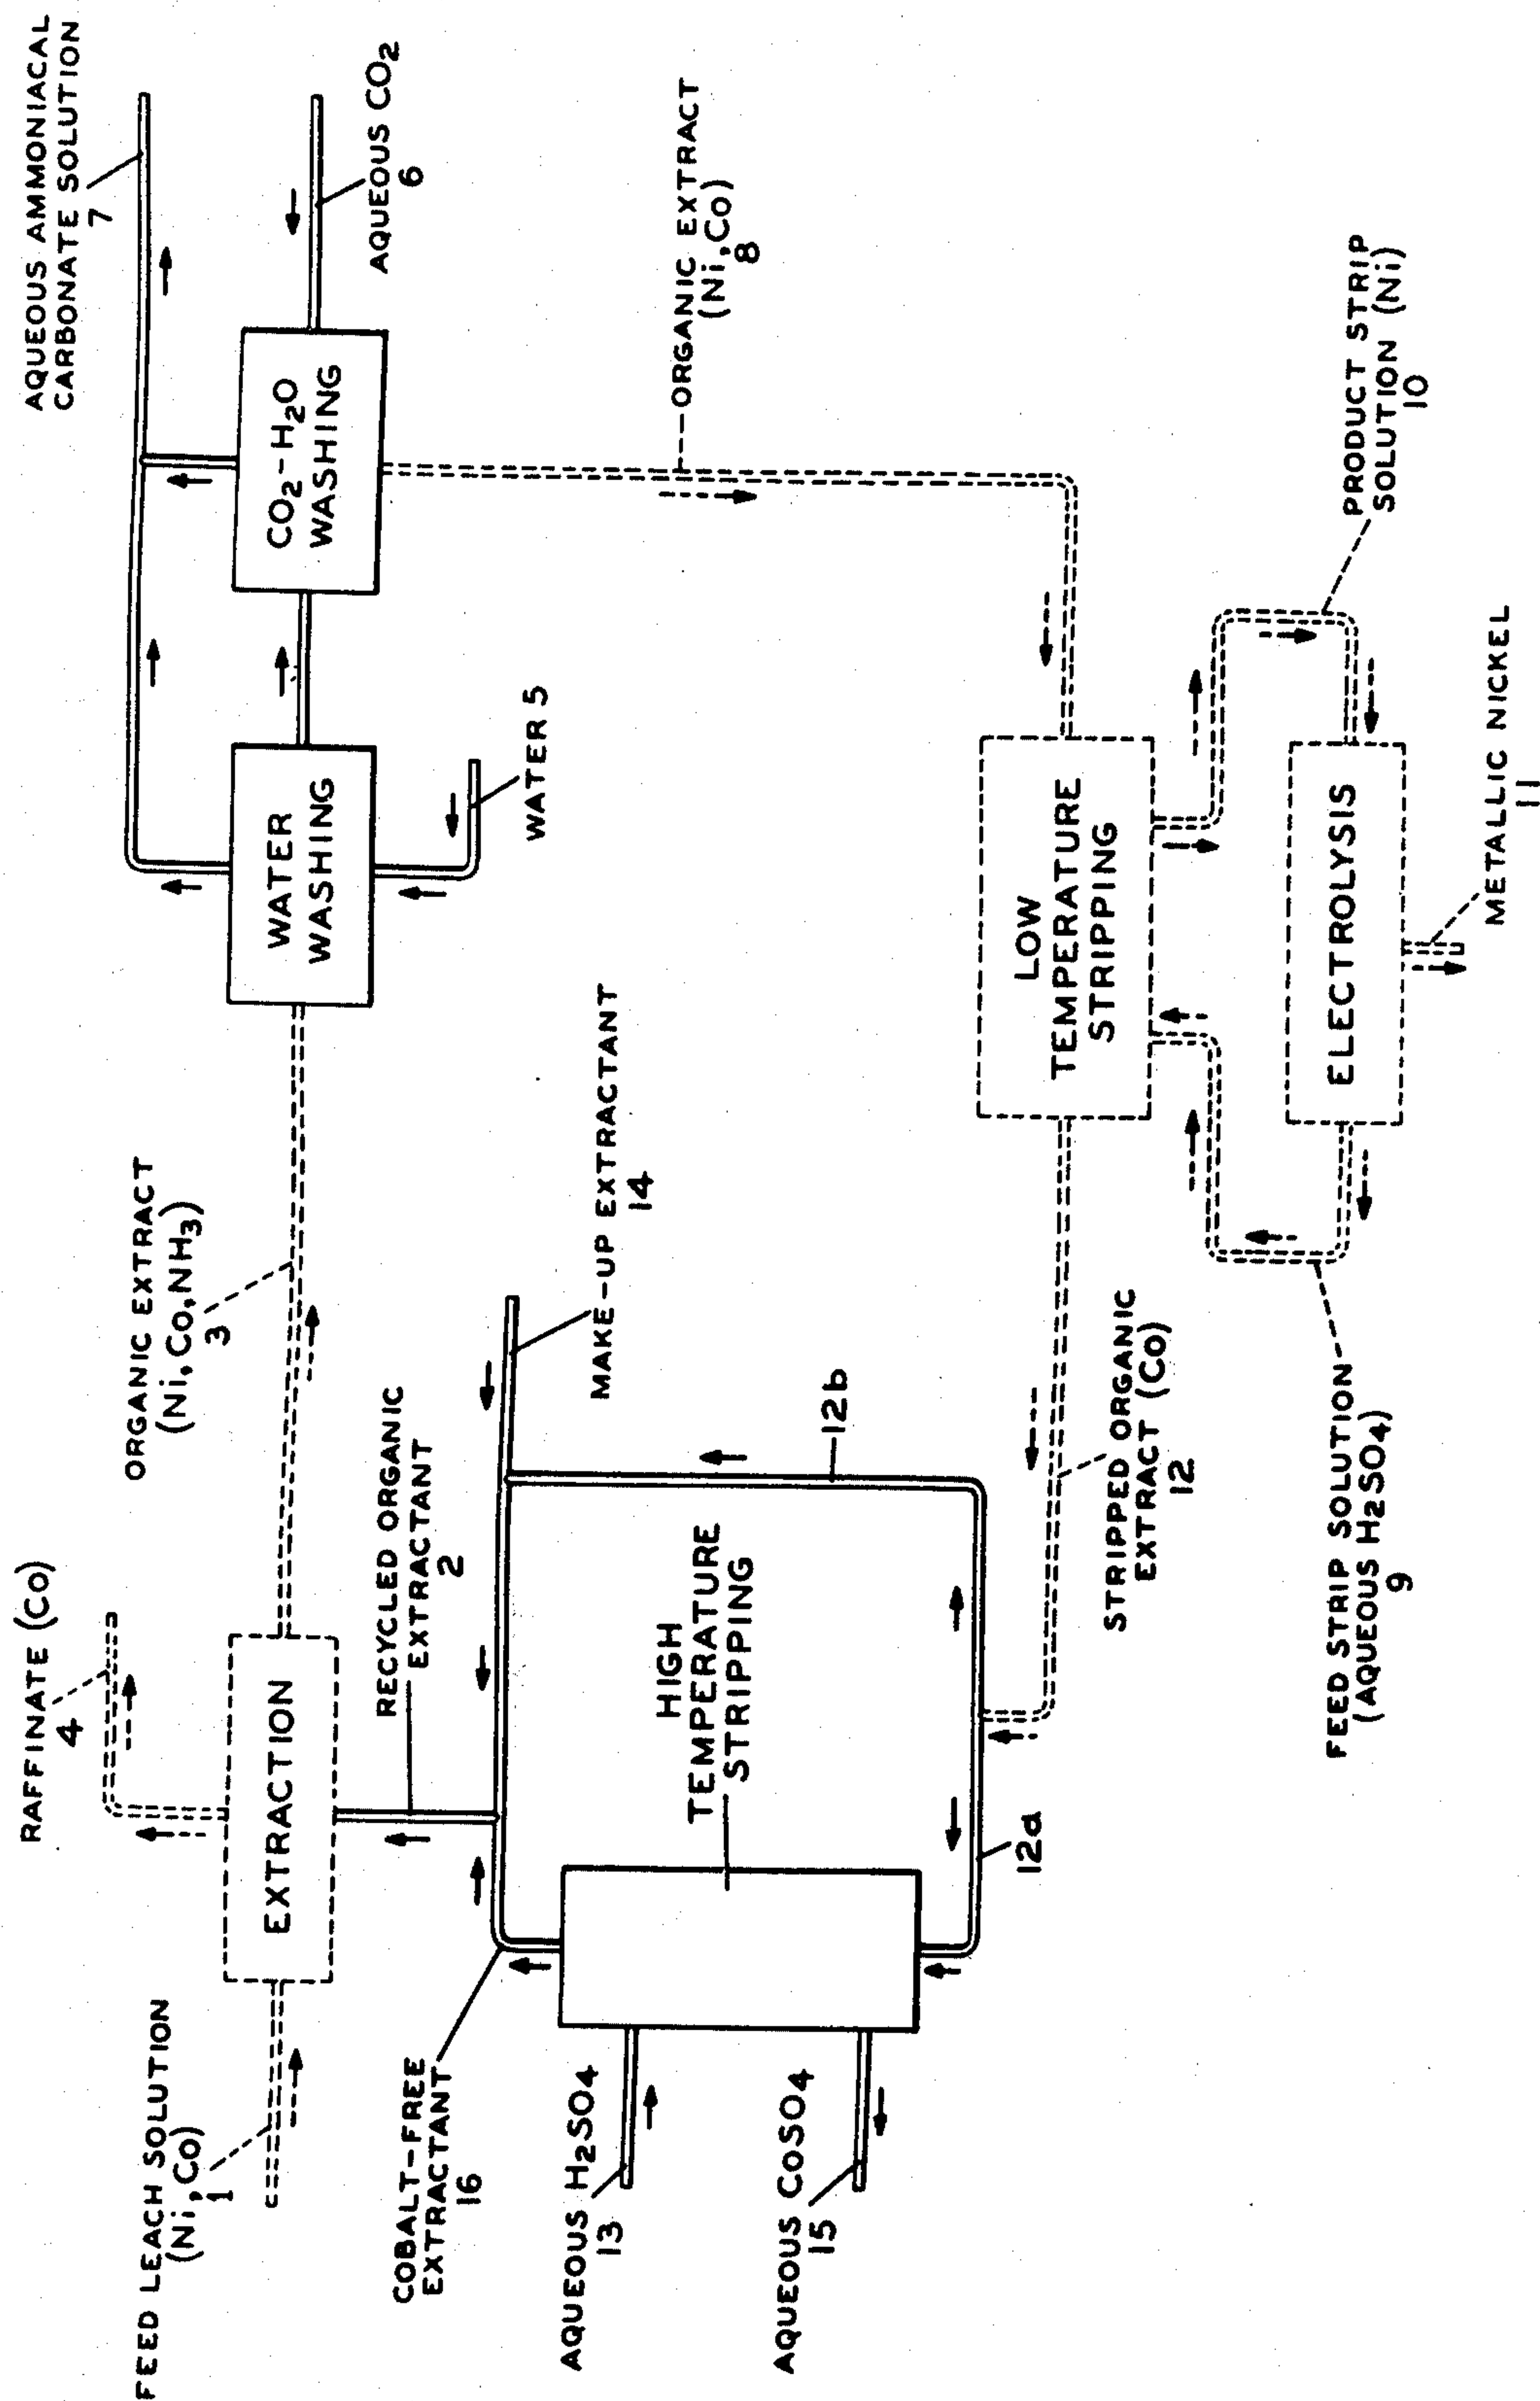 FEED LEACH SOLUTION
(Ni,Co)
1
EXTRACTION
RAFFINATE (CO)
4
ORGANIC EXTRACT
(Ni,Co,NH3)
3
WATER
WASHING
WATER 5
CO2-H2O
WASHING
AQUEOUS AMMONIACAL
CARBONATE SOLUTION
7
AQUEOUS CO2
6
RECYCLED ORGANIC
EXTRACTANT
2
MAKE-UP EXTRACTANT
14
COBALT-FREE
EXTRACTANT
16
AQUEOUS H2SO4
13
AQUEOUS CoSO4
15
HIGH
TEMPERATURE
STRIPPING
12a
12b
ORGANIC EXTRACT
(Ni,Co)
8
LOW
TEMPERATURE
STRIPPING
STRIPPED ORGANIC
EXTRACT (Co)
12
FEED STRIP SOLUTION
(AQUEOUS H2SO4)
9
ELECTROLYSIS
PRODUCT STRIP
SOLUTION (Ni)
10
METALLIC NICKEL
11